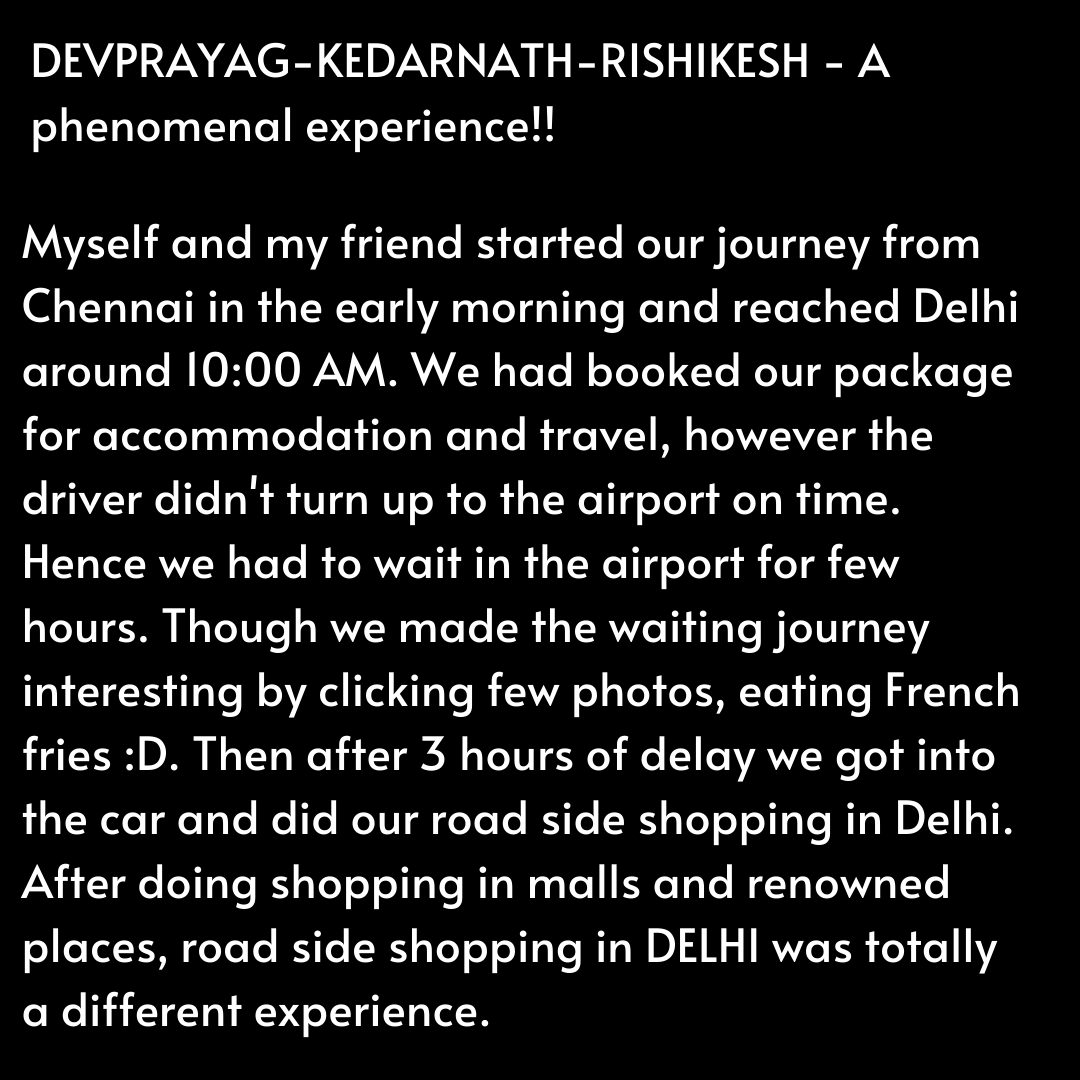 DEVPRAYAG-KEDARNATH-RISHIKESH - A
phenomenal experience!!
Myself and my friend started our journey from
Chennai in the early morning and reached Delhi
around 10:00 AM. We had booked our package
for accommodation and travel, however the
driver didn't turn up to the airport on time.
Hence we had to wait in the airport for few
hours. Though we made the waiting journey
interesting by clicking few photos, eating French
fries :D. Then after 3 hours of delay we got into
the car and did our road side shopping in Delhi.
After doing shopping in malls and renowned
places, road side shopping in DELHI was totally
a different experience.